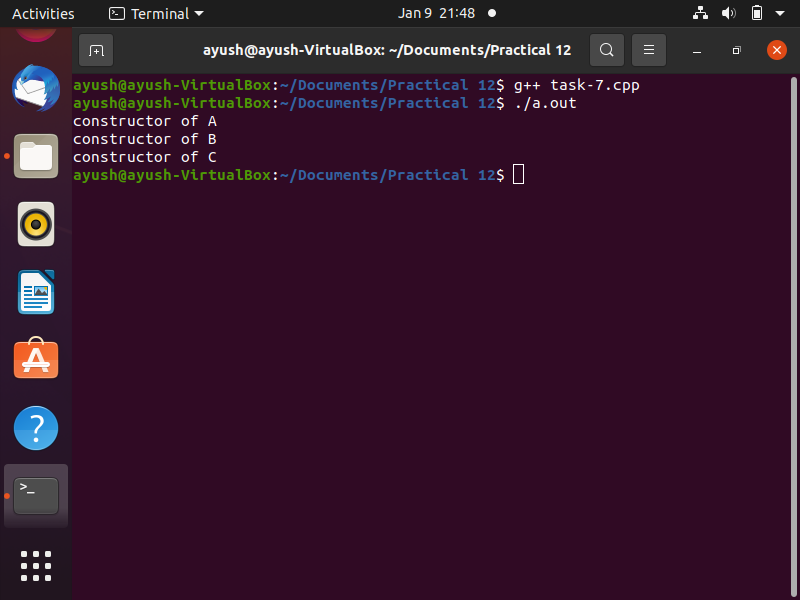 Activities Terminal Jan 9 21:48
ayush@ayush-VirtualBox: ~/Documents/Practical 12
ayush@ayush-VirtualBox:~/Documents/Practical 12$ g++ task-7.cpp
ayush@ayush-VirtualBox:~/Documents/Practical 12$ ./a.out
constructor of A
constructor of B
constructor of C
ayush@ayush-VirtualBox:~/Documents/Practical 12$